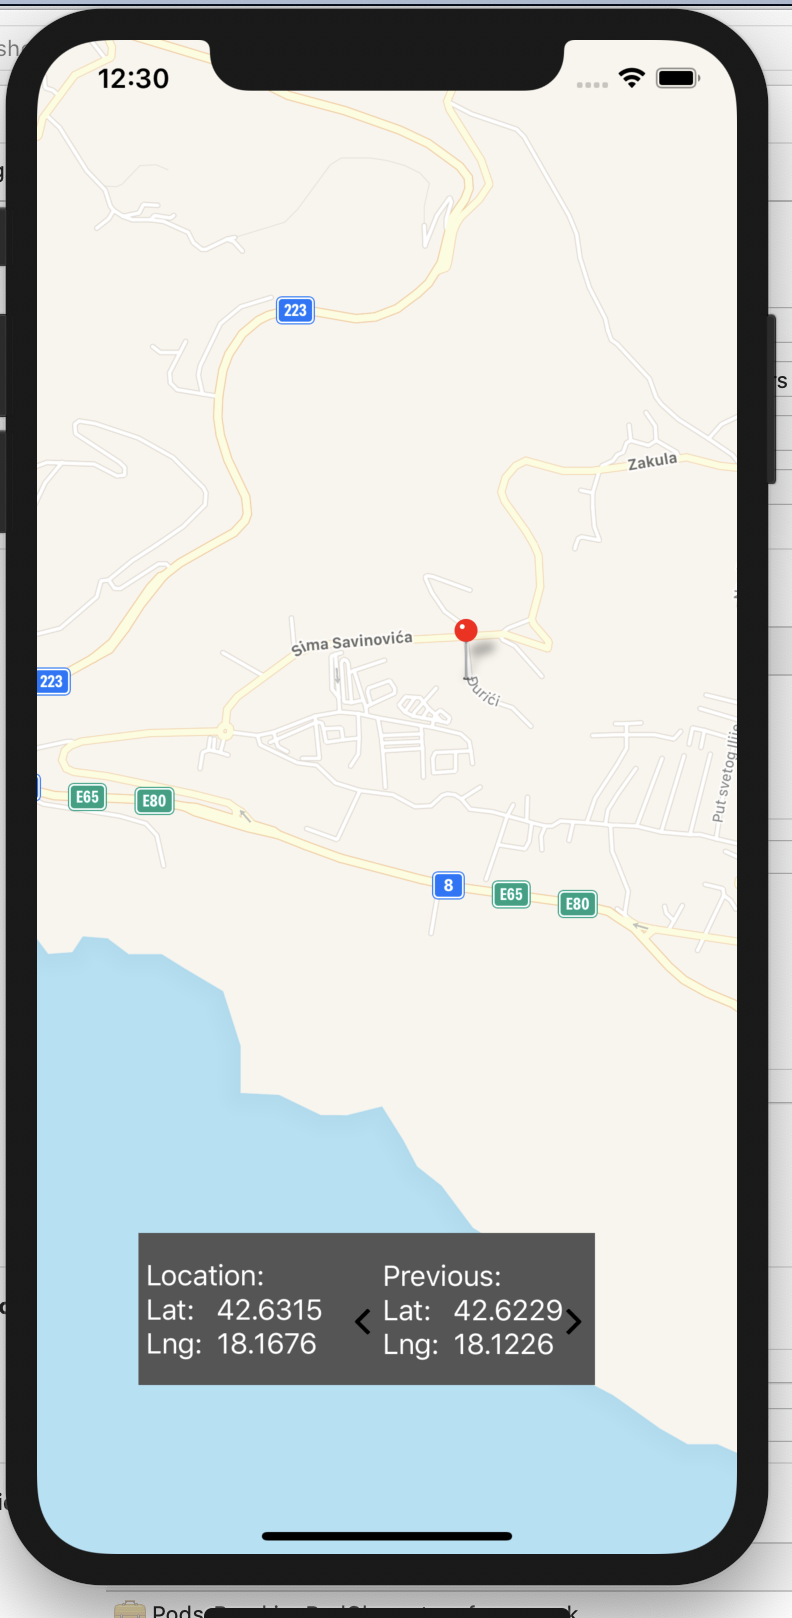 12:30
223
Zakula
Sima Savinovića
223
Đurići
Put svetog Ilije
E65
E80
8
E65
E80
Location:
Lat: 42.6315
Lng: 18.1676
Previous:
Lat: 42.6229
Lng: 18.1226
Pods